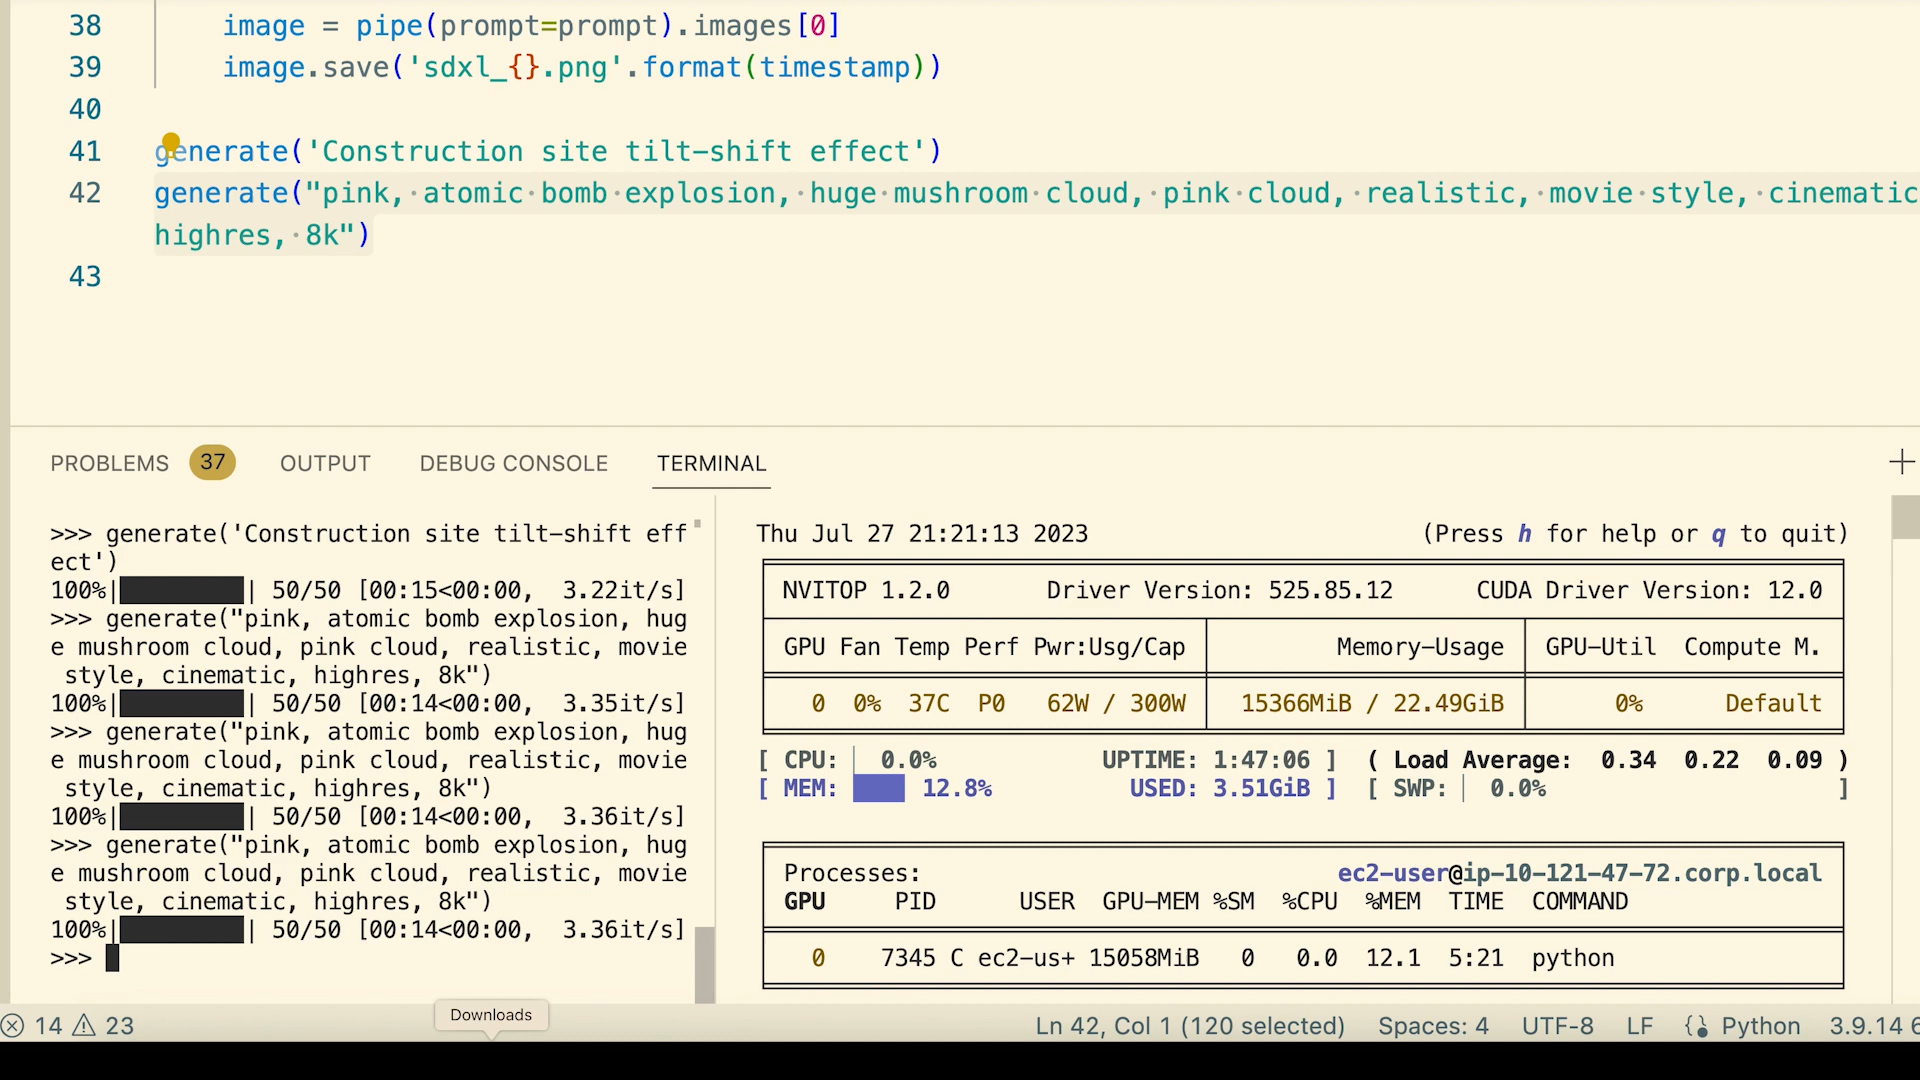 38 image = pipe(prompt=prompt).images[0]
39 image.save('sdxl_{}.png'.format(timestamp))
40
41 generate('Construction site tilt-shift effect')
42 generate("pink, atomic bomb explosion, huge mushroom cloud, pink cloud, realistic, movie style, cinematic
highres, 8k")
43
PROBLEMS 37 OUTPUT DEBUG CONSOLE TERMINAL
>>> generate('Construction site tilt-shift eff
ect')
100%| | 50/50 [00:15<00:00, 3.22it/s]
>>> generate("pink, atomic bomb explosion, hug
e mushroom cloud, pink cloud, realistic, movie
style, cinematic, highres, 8k")
100%| | 50/50 [00:14<00:00, 3.35it/s]
>>> generate("pink, atomic bomb explosion, hug
e mushroom cloud, pink cloud, realistic, movie
style, cinematic, highres, 8k")
100%| | 50/50 [00:14<00:00, 3.36it/s]
>>> generate("pink, atomic bomb explosion, hug
e mushroom cloud, pink cloud, realistic, movie
style, cinematic, highres, 8k")
100%| | 50/50 [00:14<00:00, 3.36it/s]
>>>
Thu Jul 27 21:21:13 2023 (Press h for help or q to quit)
NVITOP 1.2.0 Driver Version: 525.85.12 CUDA Driver Version: 12.0
GPU Fan Temp Perf Pwr:Usg/Cap Memory-Usage GPU-Util Compute M.
0 0% 37C P0 62W / 300W 15366MiB / 22.49GiB 0% Default
[ CPU: 0.0% UPTIME: 1:47:06 ] ( Load Average: 0.34 0.22 0.09 )
[ MEM: 12.8% USED: 3.51GiB ] [ SWP: 0.0% ]
Processes: ec2-user@ip-10-121-47-72.corp.local
GPU PID USER GPU-MEM %SM %CPU %MEM TIME COMMAND
0 7345 C ec2-us+ 15058MiB 0 0.0 12.1 5:21 python
Downloads
14 23 Ln 42, Col 1 (120 selected) Spaces: 4 UTF-8 LF Python 3.9.14 6